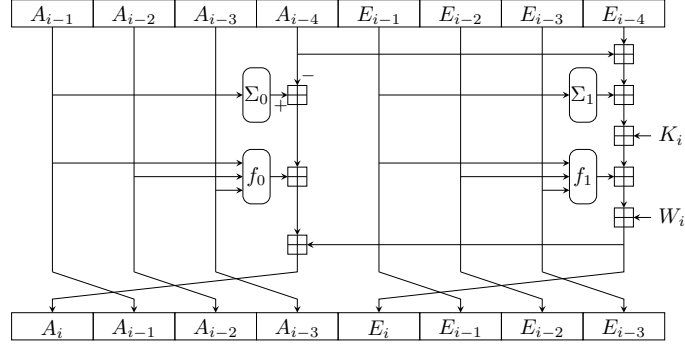 A_{i−1} A_{i−2} A_{i−3} A_{i−4} E_{i−1} E_{i−2} E_{i−3} E_{i−4}
−
Σ_0 + Σ_1
K_i
f_0 f_1
W_i
A_i A_{i−1} A_{i−2} A_{i−3} E_i E_{i−1} E_{i−2} E_{i−3}